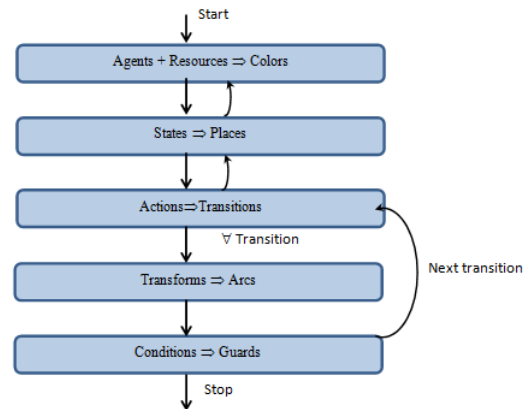 Start
Agents + Resources ⇒ Colors
States ⇒ Places
Actions⇒Transitions
∀ Transition
Next transition
Transforms ⇒ Arcs
Conditions ⇒ Guards
Stop